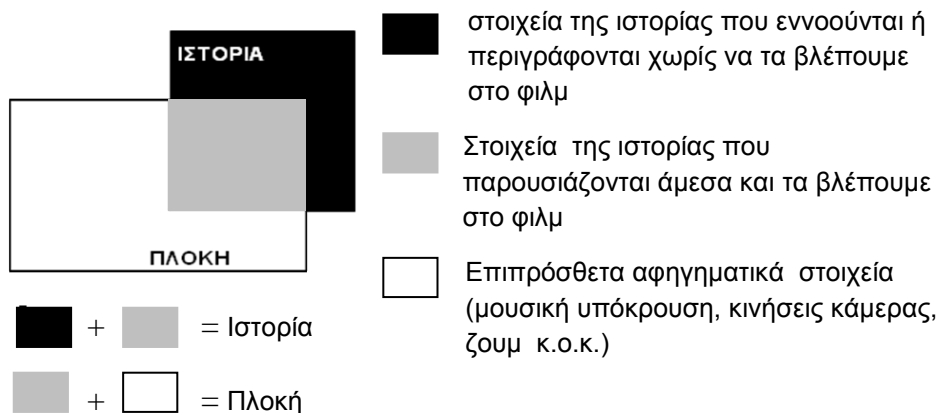 ΙΣΤΟΡΙΑ
ΠΛΟΚΗ
στοιχεία της ιστορίας που εννοούνται ή
περιγράφονται χωρίς να τα βλέπουμε
στο φιλμ
Στοιχεία της ιστορίας που
παρουσιάζονται άμεσα και τα βλέπουμε
στο φιλμ
Επιπρόσθετα αφηγηματικά στοιχεία
(μουσική υπόκρουση, κινήσεις κάμερας,
ζουμ κ.ο.κ.)
+ = Ιστορία
+ = Πλοκή